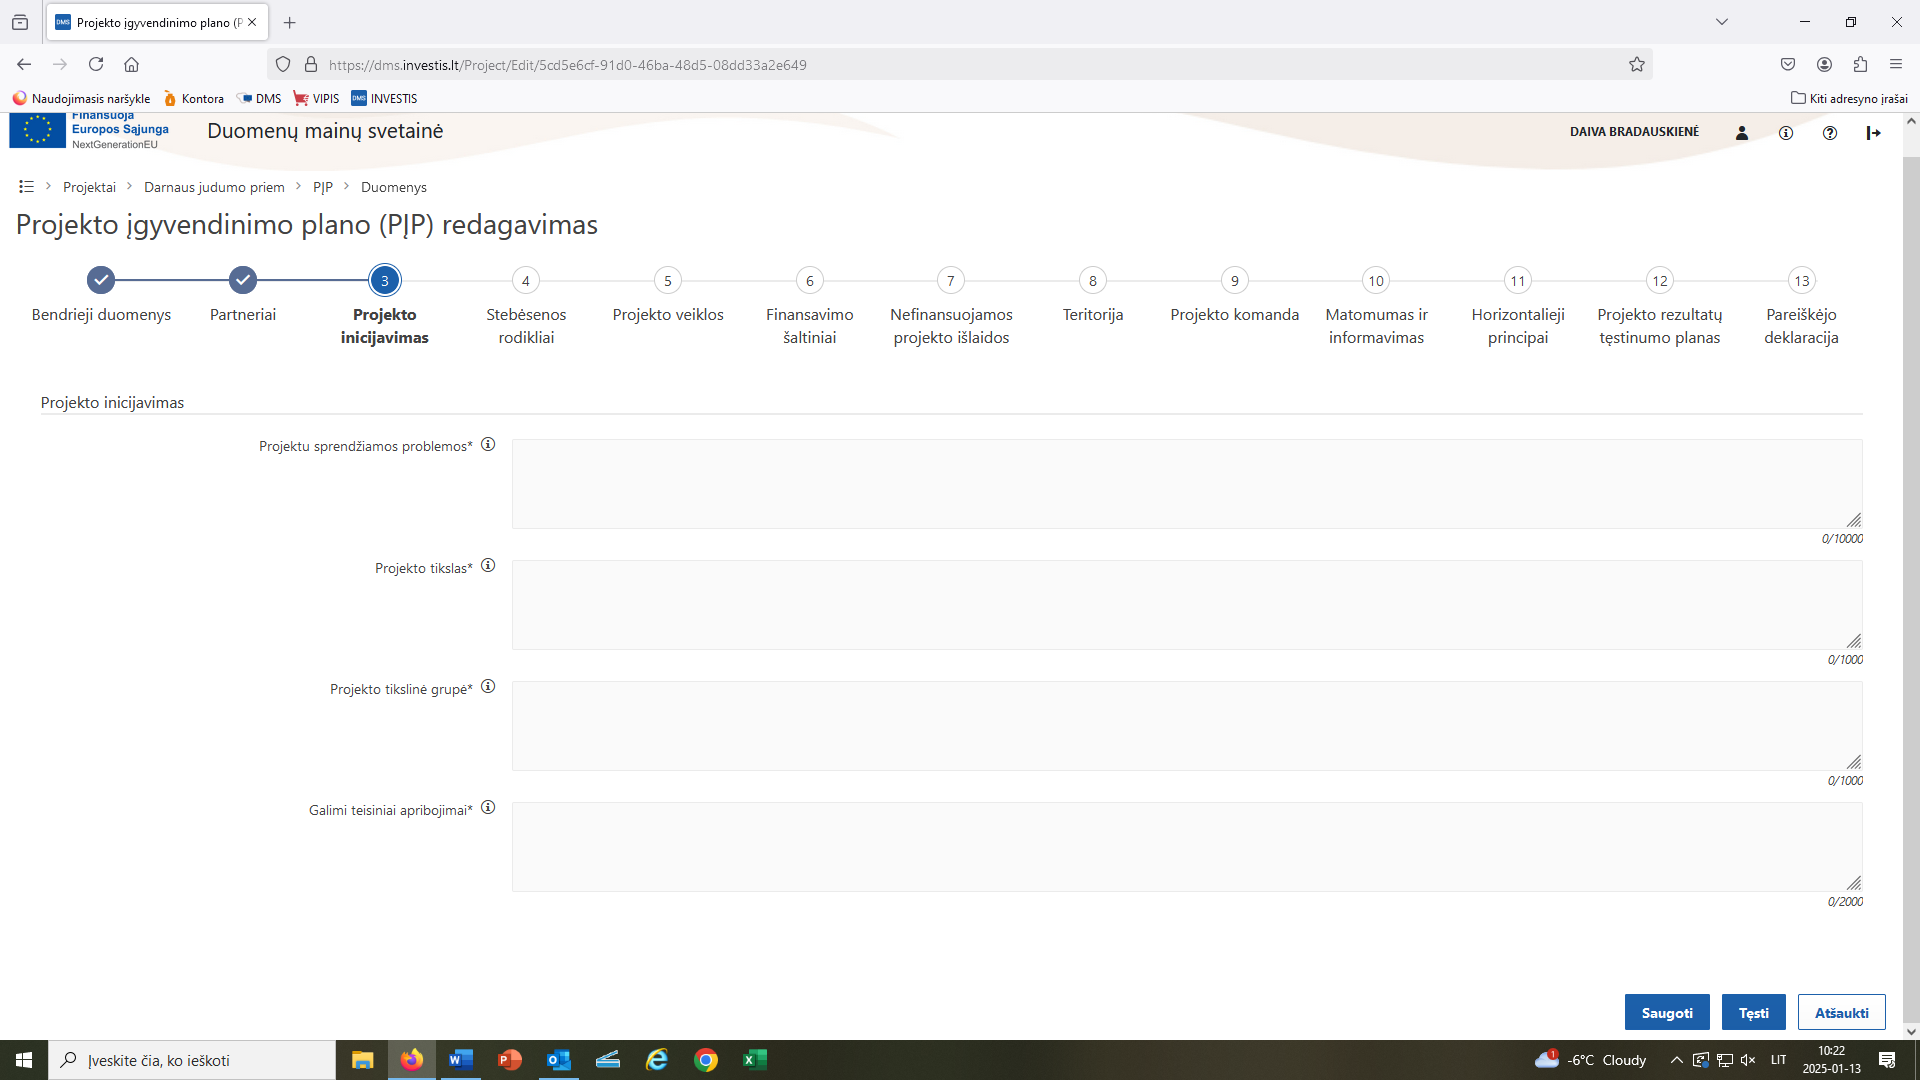 Projekto įgyvendinimo plano (P
https://dms.investis.lt/Project/Edit/5cd5e6cf-91d0-46ba-48d5-08dd33a2e649
Naudojimasis naršykle
Kontora
DMS
VIPIS
INVESTIS
Kiti adresyno įrašai
Finansuoja
Europos Sąjunga
NextGenerationEU
Duomenų mainų svetainė
DAIVA BRADAUSKIENĖ
Projektai > Darnaus judumo priem > PĮP > Duomenys
Projekto įgyvendinimo plano (PĮP) redagavimas
Bendrieji duomenys
Partneriai
3
Projekto
inicijavimas
4
Stebėsenos
rodikliai
5
Projekto veiklos
6
Finansavimo
šaltiniai
7
Nefinansuojamos
projekto išlaidos
8
Teritorija
9
Projekto komanda
10
Matomumas ir
informavimas
11
Horizontalieji
principai
12
Projekto rezultatų
tęstinumo planas
13
Pareiškėjo
deklaracija
Projekto inicijavimas
Projektu sprendžiamos problemos*
0/10000
Projekto tikslas*
0/1000
Projekto tikslinė grupė*
0/1000
Galimi teisiniai apribojimai*
0/2000
Saugoti
Tęsti
Atšaukti
Įveskite čia, ko ieškoti
1
-6°C Cloudy
LIT
10:22
2025-01-13